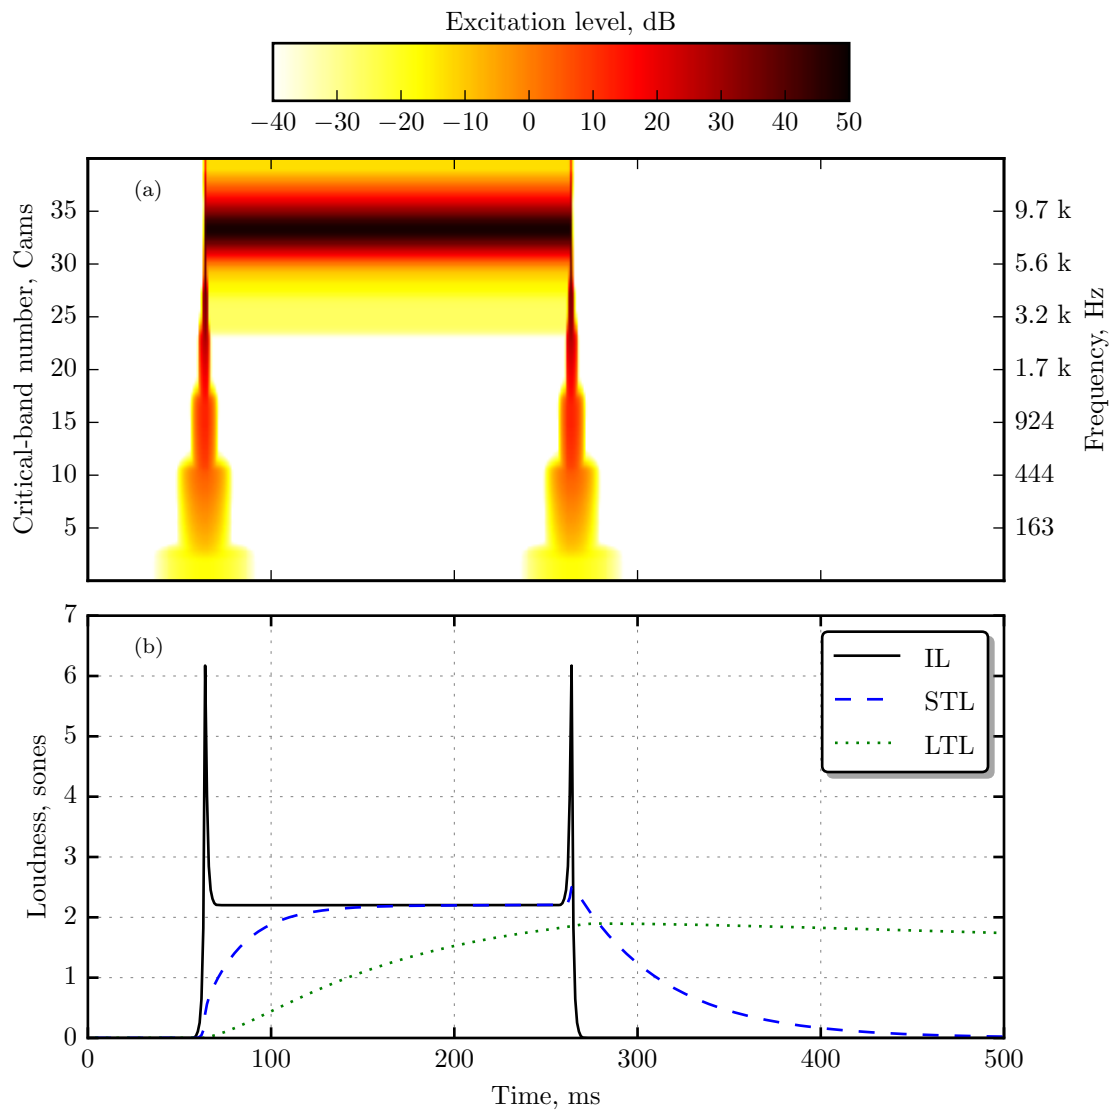 Excitation level, dB
−40 −30 −20 −10 0 10 20 30 40 50
(a)
Critical-band number, Cams
35
30
25
20
15
10
5
9.7 k
5.6 k
3.2 k
1.7 k
924
444
163
Frequency, Hz
(b)
Loudness, sones
7
6
5
4
3
2
1
0
IL
STL
LTL
0 100 200 300 400 500
Time, ms